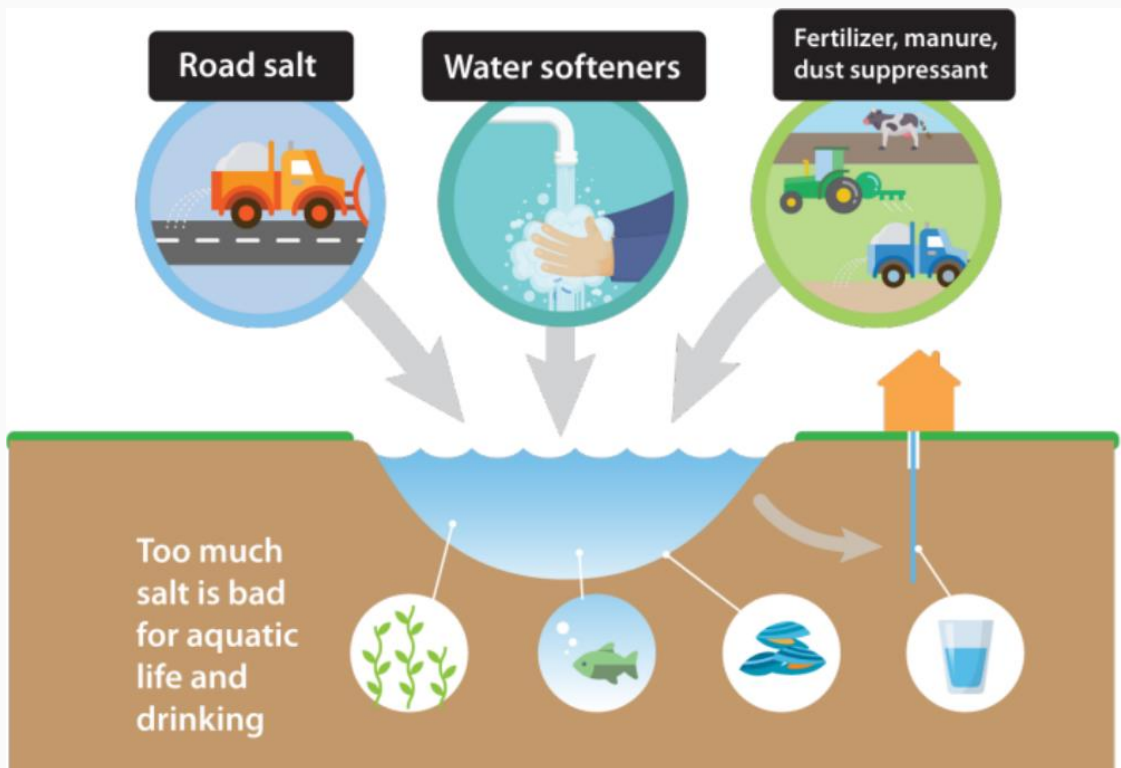 Road salt
Water softeners
Fertilizer, manure,
dust suppressant
Too much
salt is bad
for aquatic
life and
drinking